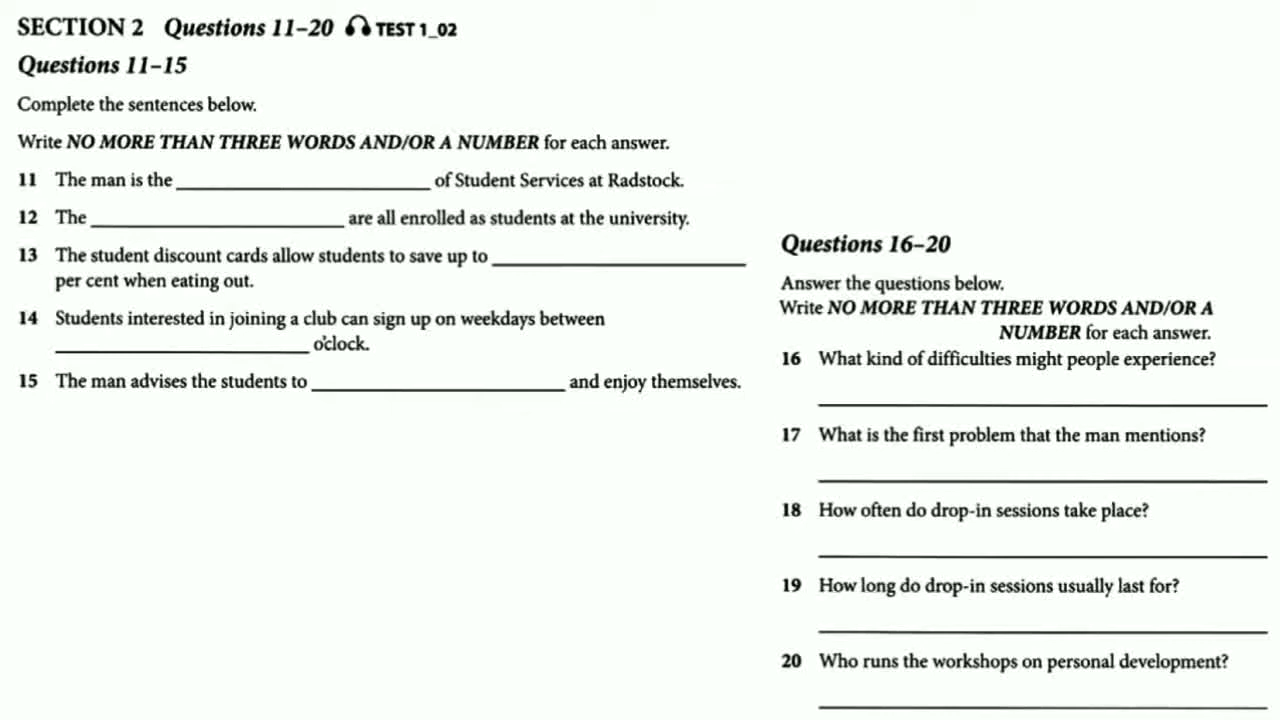 SECTION 2 Questions 11–20 TEST 1_02
Questions 11–15
Complete the sentences below.
Write NO MORE THAN THREE WORDS AND/OR A NUMBER for each answer.
11 The man is the ____________________ of Student Services at Radstock.
12 The ____________________ are all enrolled as students at the university.
13 The student discount cards allow students to save up to ____________________
per cent when eating out.
14 Students interested in joining a club can sign up on weekdays between
____________________ o'clock.
15 The man advises the students to ____________________ and enjoy themselves.
Questions 16–20
Answer the questions below.
Write NO MORE THAN THREE WORDS AND/OR A
NUMBER for each answer.
16 What kind of difficulties might people experience?
17 What is the first problem that the man mentions?
18 How often do drop-in sessions take place?
19 How long do drop-in sessions usually last for?
20 Who runs the workshops on personal development?